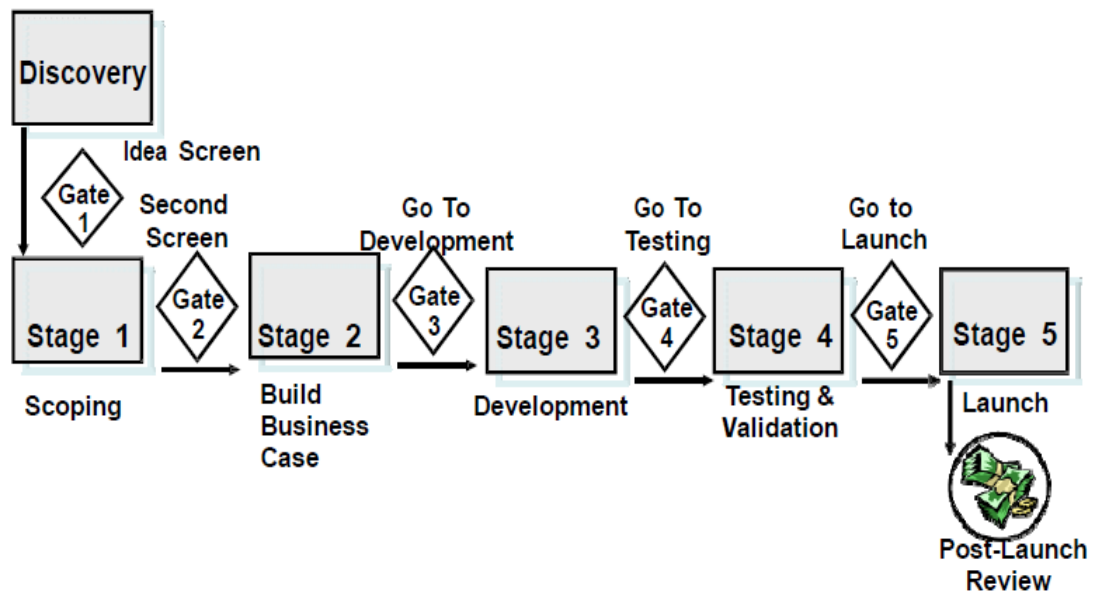 Discovery
Idea Screen
Gate
1
Second
Screen
Go To
Development
Go To
Testing
Go to
Launch
Stage 1
Gate
2
Stage 2
Gate
3
Stage 3
Gate
4
Stage 4
Gate
5
Stage 5
Scoping
Build
Business
Case
Development
Testing &
Validation
Launch
Post-Launch
Review